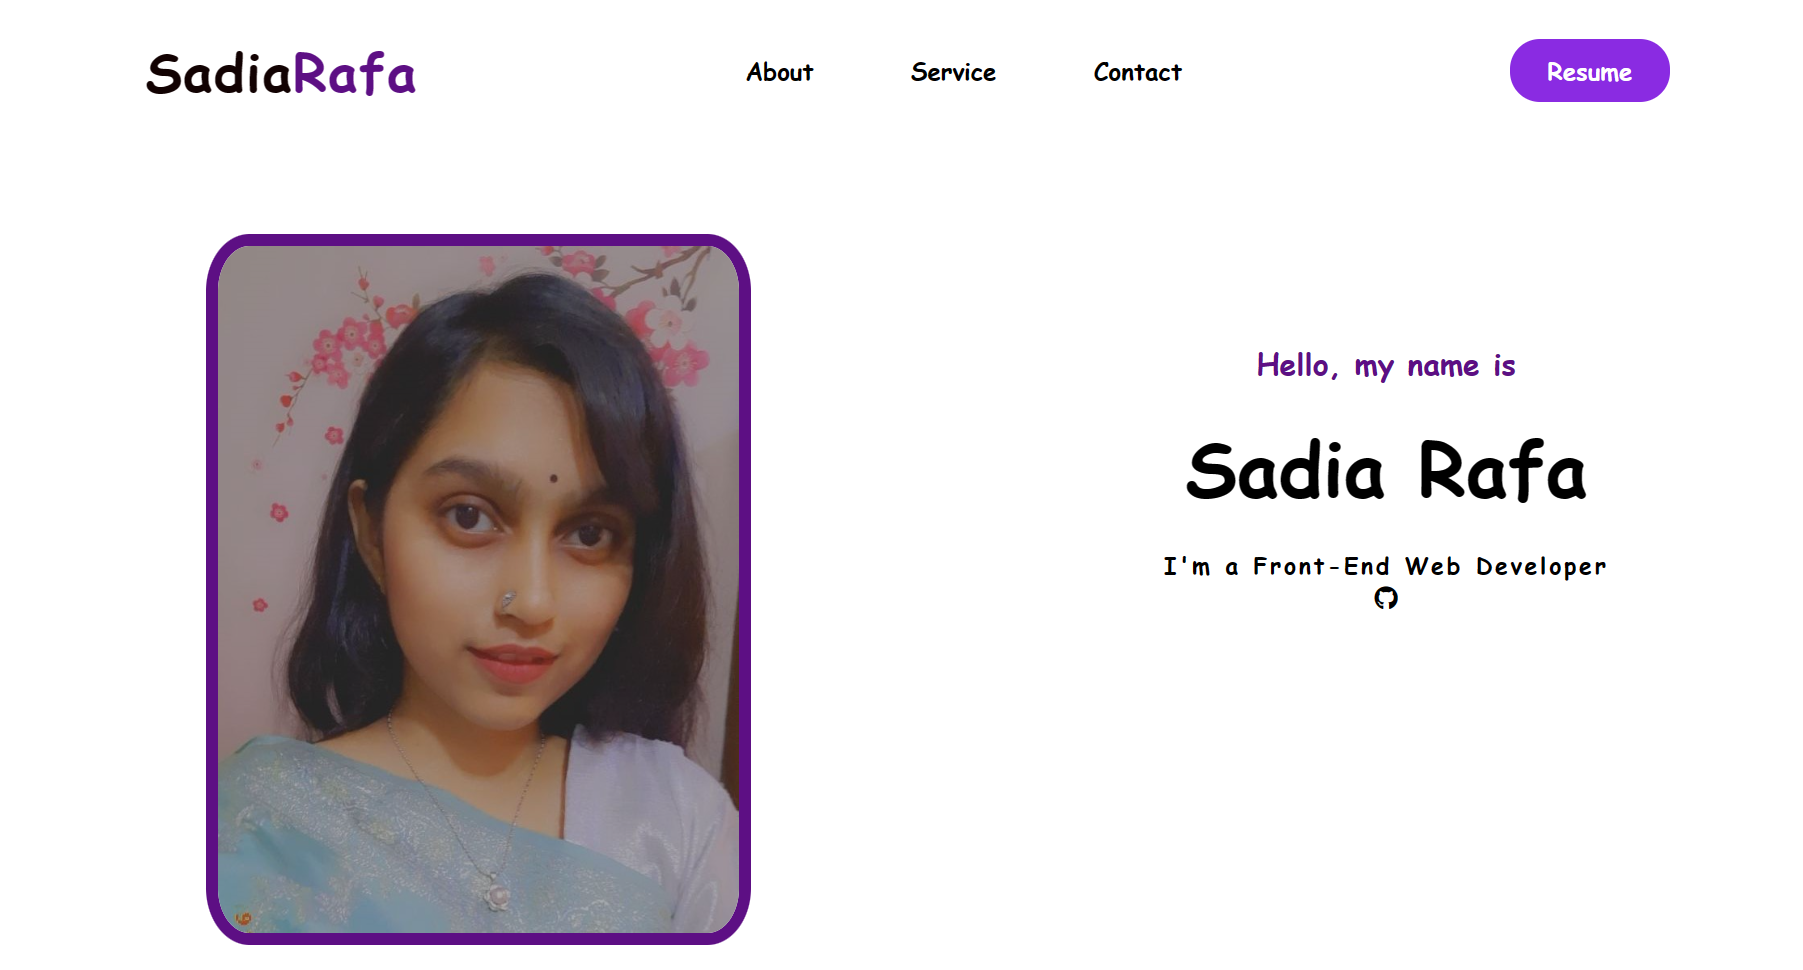 SadiaRafa
About Service Contact
Resume
Hello, my name is
Sadia Rafa
I'm a Front-End Web Developer